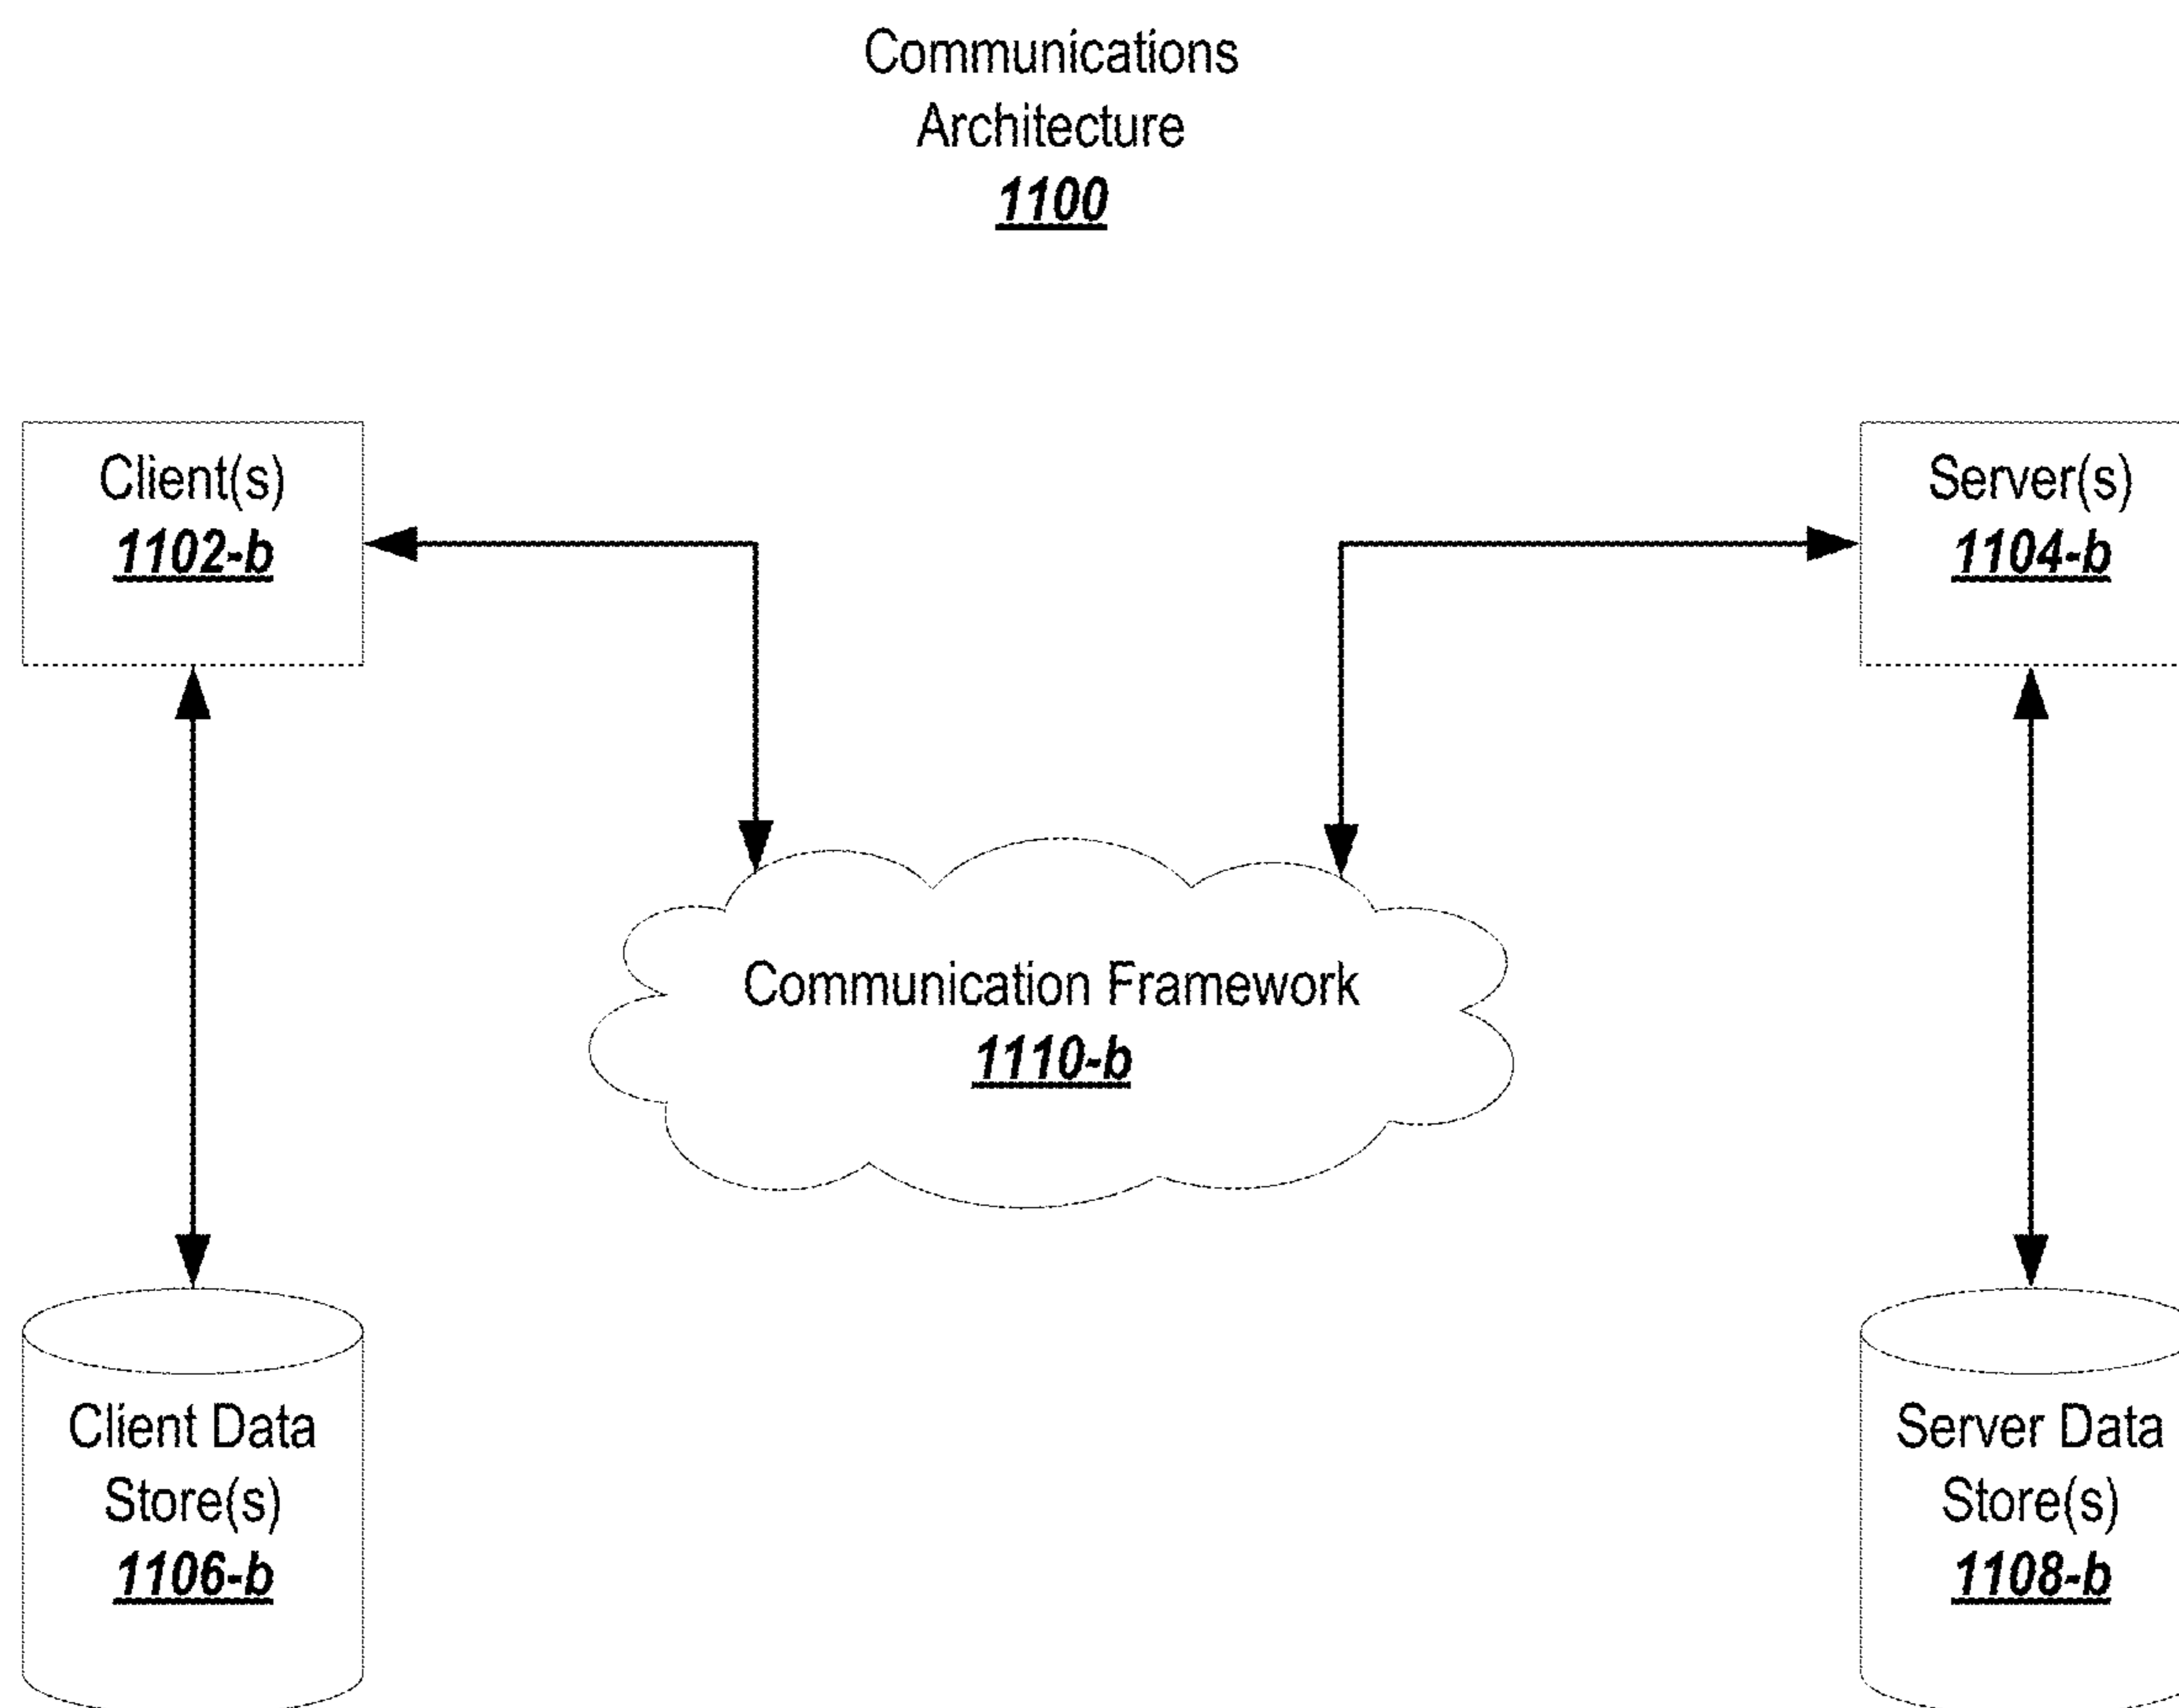 Communications
Architecture
1100
Client(s)
1102-b
Server(s)
1104-b
Communication Framework
1110-b
Client Data
Store(s)
1106-b
Server Data
Store(s)
1108-b